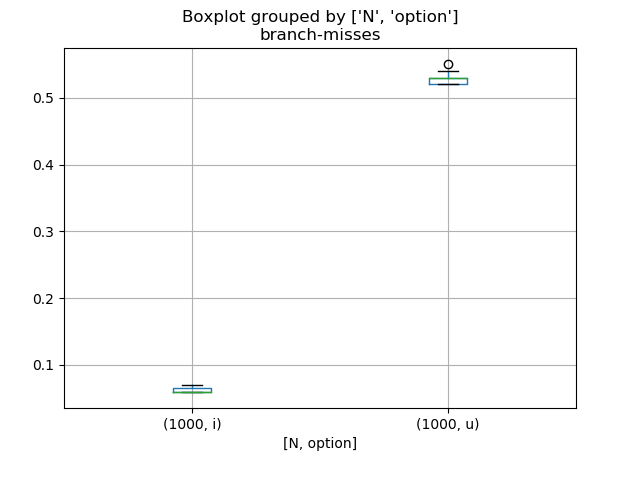 Boxplot grouped by ['N', 'option']
branch-misses
0.5
0.4
0.3
0.2
0.1
(1000, i)
(1000, u)
[N, option]